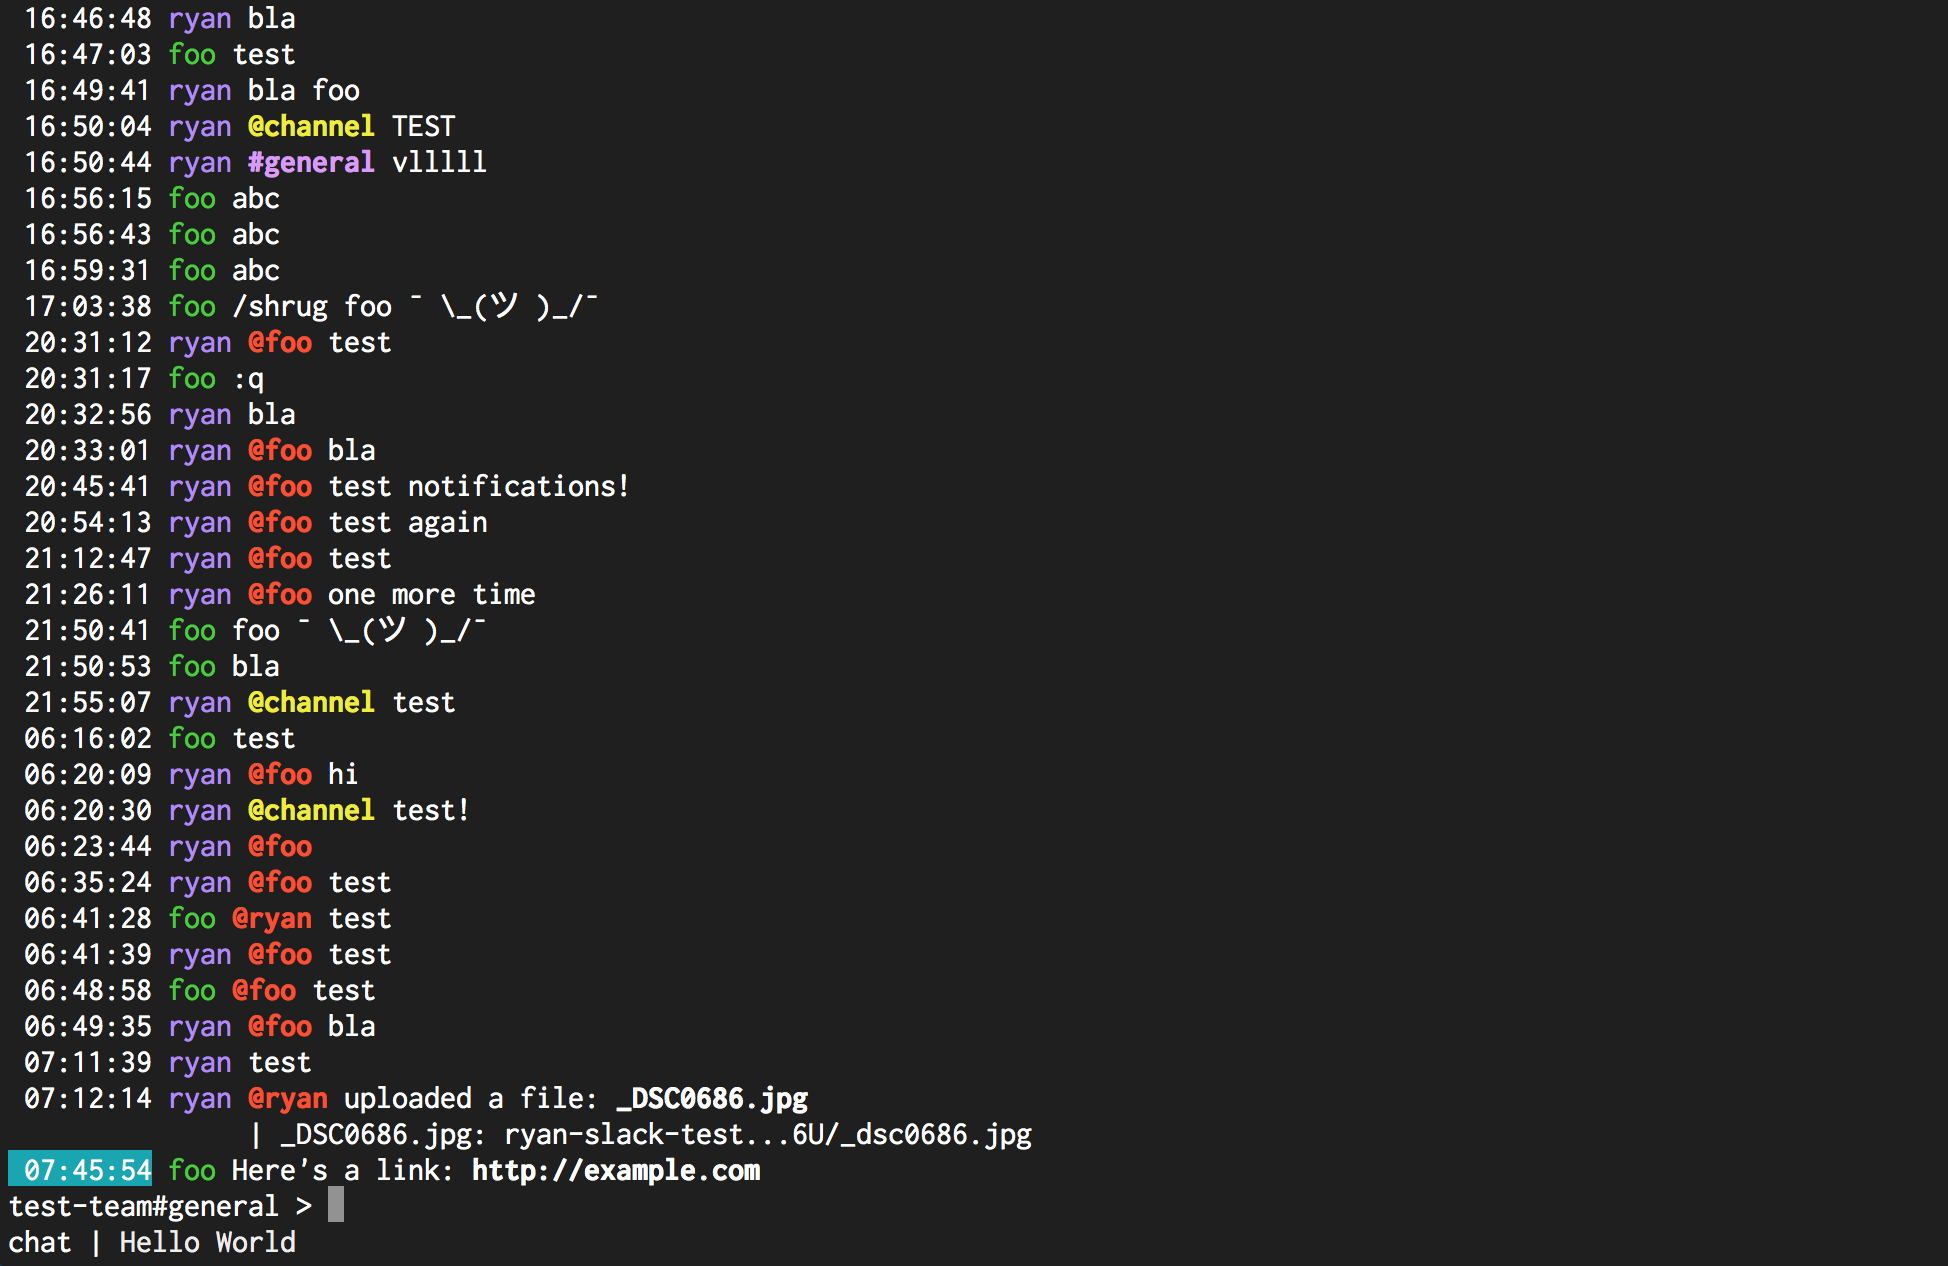 16:46:48 ryan bla
16:47:03 foo test
16:49:41 ryan bla foo
16:50:04 ryan @channel TEST
16:50:44 ryan #general vlllll
16:56:15 foo abc
16:56:43 foo abc
16:59:31 foo abc
17:03:38 foo /shrug foo ¯ \_(ツ )_/¯
20:31:12 ryan @foo test
20:31:17 foo :q
20:32:56 ryan bla
20:33:01 ryan @foo bla
20:45:41 ryan @foo test notifications!
20:54:13 ryan @foo test again
21:12:47 ryan @foo test
21:26:11 ryan @foo one more time
21:50:41 foo foo ¯ \_(ツ )_/¯
21:50:53 foo bla
21:55:07 ryan @channel test
06:16:02 foo test
06:20:09 ryan @foo hi
06:20:30 ryan @channel test!
06:23:44 ryan @foo
06:35:24 ryan @foo test
06:41:28 foo @ryan test
06:41:39 ryan @foo test
06:48:58 foo @foo test
06:49:35 ryan @foo bla
07:11:39 ryan test
07:12:14 ryan @ryan uploaded a file: _DSC0686.jpg
| _DSC0686.jpg: ryan-slack-test...6U/_dsc0686.jpg
07:45:54 foo Here's a link: http://example.com
test-team#general >
chat | Hello World